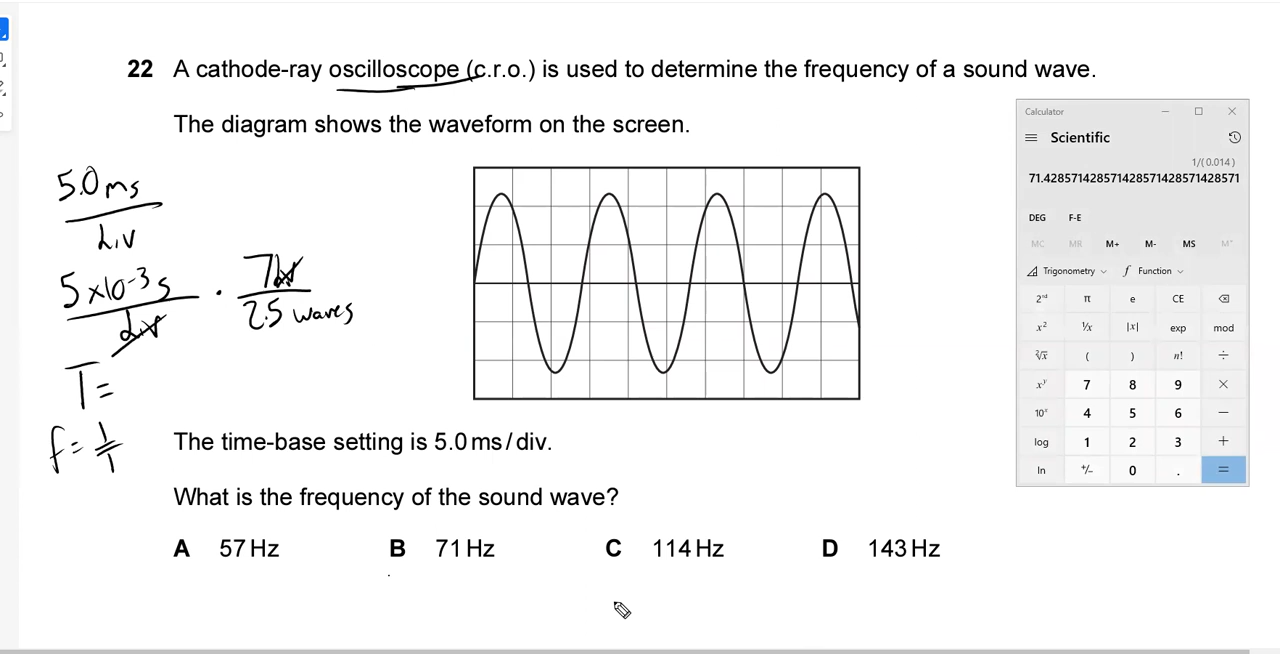 22 A cathode-ray oscilloscope (c.r.o.) is used to determine the frequency of a sound wave.
The diagram shows the waveform on the screen.
5.0 ms
div
5 x 10-3 s . 7 div
div 2.5 waves
T =
f = 1/T
The time-base setting is 5.0 ms / div.
What is the frequency of the sound wave?
A 57 Hz B 71 Hz C 114 Hz D 143 Hz
Calculator
Scientific
1/(0.014)
71.428571428571428571428571428571
DEG F-E
MC MR M+ M- MS M˅
Trigonometry f Function
2ⁿᵈ π e CE
x² ¹/x |x| exp mod
²√x ( ) n! ÷
xʸ 7 8 9 ×
10ˣ 4 5 6 −
log 1 2 3 +
ln +/- 0 . =